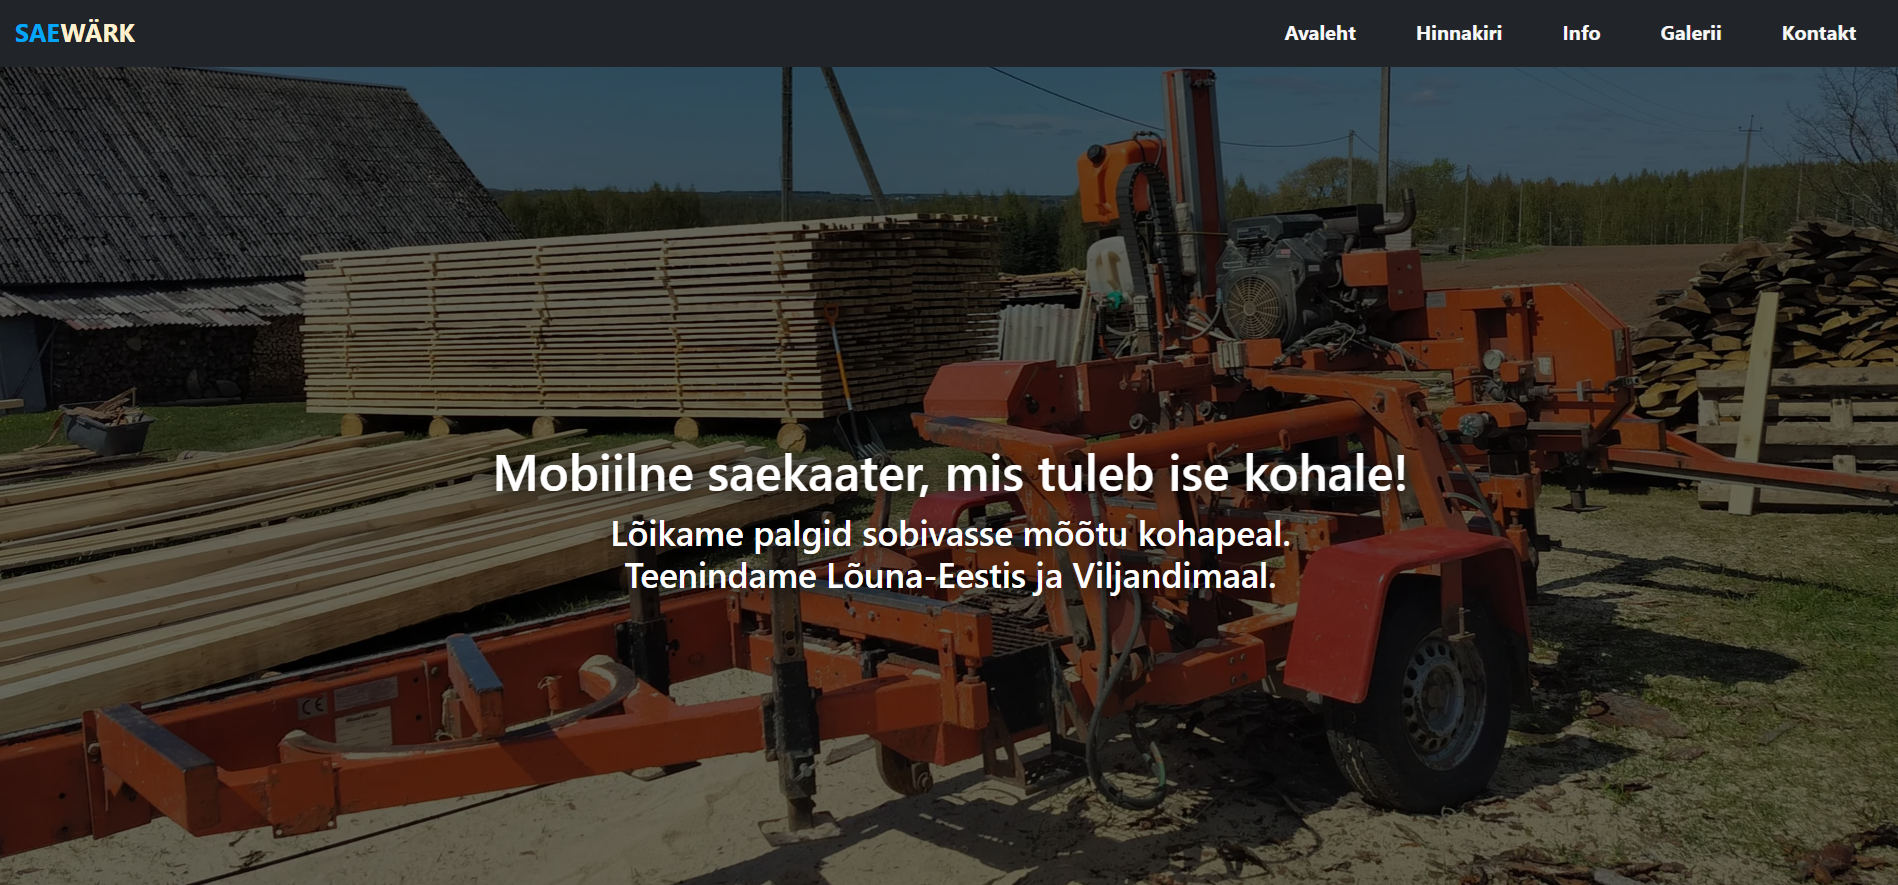 SAEWÄRK
Avaleht Hinnakiri Info Galerii Kontakt
Mobiilne saekaater, mis tuleb ise kohale!
Lõikame palgid sobivasse mõõtu kohapeal.
Teenindame Lõuna-Eestis ja Viljandimaal.
CE